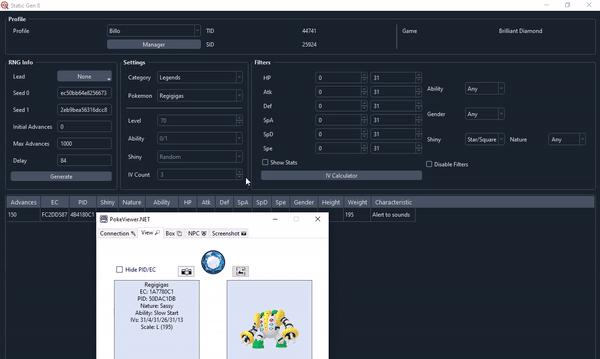 Static Gen 8
Profile
Profile Billo TID 44741 Game Brilliant Diamond
Manager SID 25924
RNG Info Settings Filters
Lead None
Category Legends
HP 0 31
Ability Any
Seed 0 ec50bb64e8256673
Pokemon Regigigas
Atk 0 31
Def 0 31
Gender Any
Seed 1 2eb9bea56316dcc8
Level 70
SpA 0 31
Initial Advances 0
Ability 0/1
SpD 0 31
Shiny Star/Square Nature Any
Max Advances 1000
Shiny Random
Spe 0 31
Delay 84
IV Count 3
Show Stats Disable Filters
Generate IV Calculator
Advances EC PID Shiny Nature Ability HP Atk Def SpA SpD Spe Gender Height Weight Characteristic
150 FC2DD587 4B4180C1 195 Alert to sounds
PokeViewer.NET
Connection View Box NPC Screenshot
Hide PID/EC
Regigigas
EC: 1A7780C1
PID: 50DAC1DB
Nature: Sassy
Ability: Slow Start
IVs: 31/4/31/26/31/13
Scale: L (195)